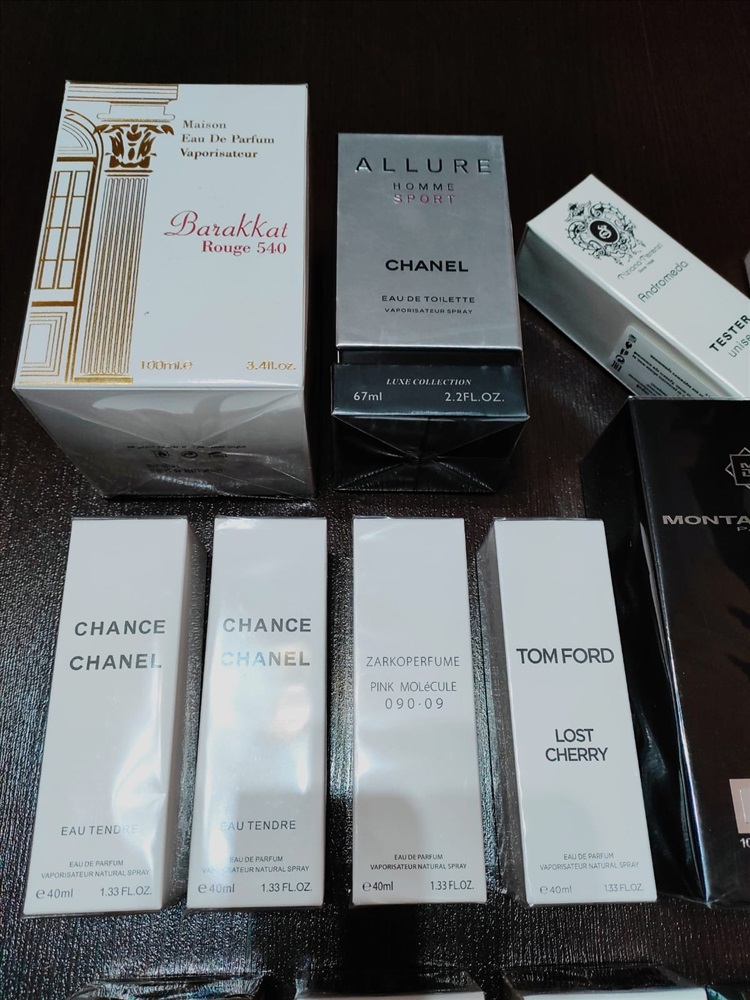 Maison
Eau De Parfum
Vaporisateur
Barakkat
Rouge 540
100ml.e 3.4fl.oz.
ALLURE
HOMME
SPORT
CHANEL
EAU DE TOILETTE
VAPORISATEUR SPRAY
LUXE COLLECTION
67ml 2.2FL.OZ.
Tiziana Terenzi
Andromeda
TESTER
MONTA
CHANCE
CHANEL
EAU TENDRE
EAU DE PARFUM
VAPORISATEUR NATURAL SPRAY
e 40ml 1.33 FL.OZ.
CHANCE
CHANEL
EAU TENDRE
EAU DE PARFUM
VAPORISATEUR NATURAL SPRAY
e 40ml 1.33 FL.OZ.
ZARKOPERFUME
PINK MOLéCULE
090·09
EAU DE PARFUM
VAPORISATEUR NATURAL SPRAY
e 40ml 1.33 FL.OZ.
TOM FORD
LOST
CHERRY
EAU DE PARFUM
VAPORISATEUR NATURAL SPRAY
e 40ml 1.33 FL.OZ.